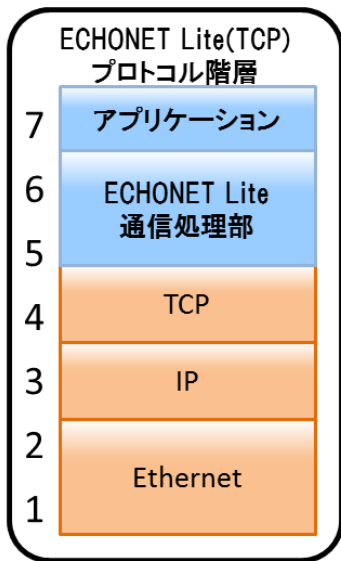 ECHONET Lite(TCP)
プロトコル階層
7
アプリケーション
6
ECHONET Lite
通信処理部
5
4
TCP
3
IP
2
Ethernet
1